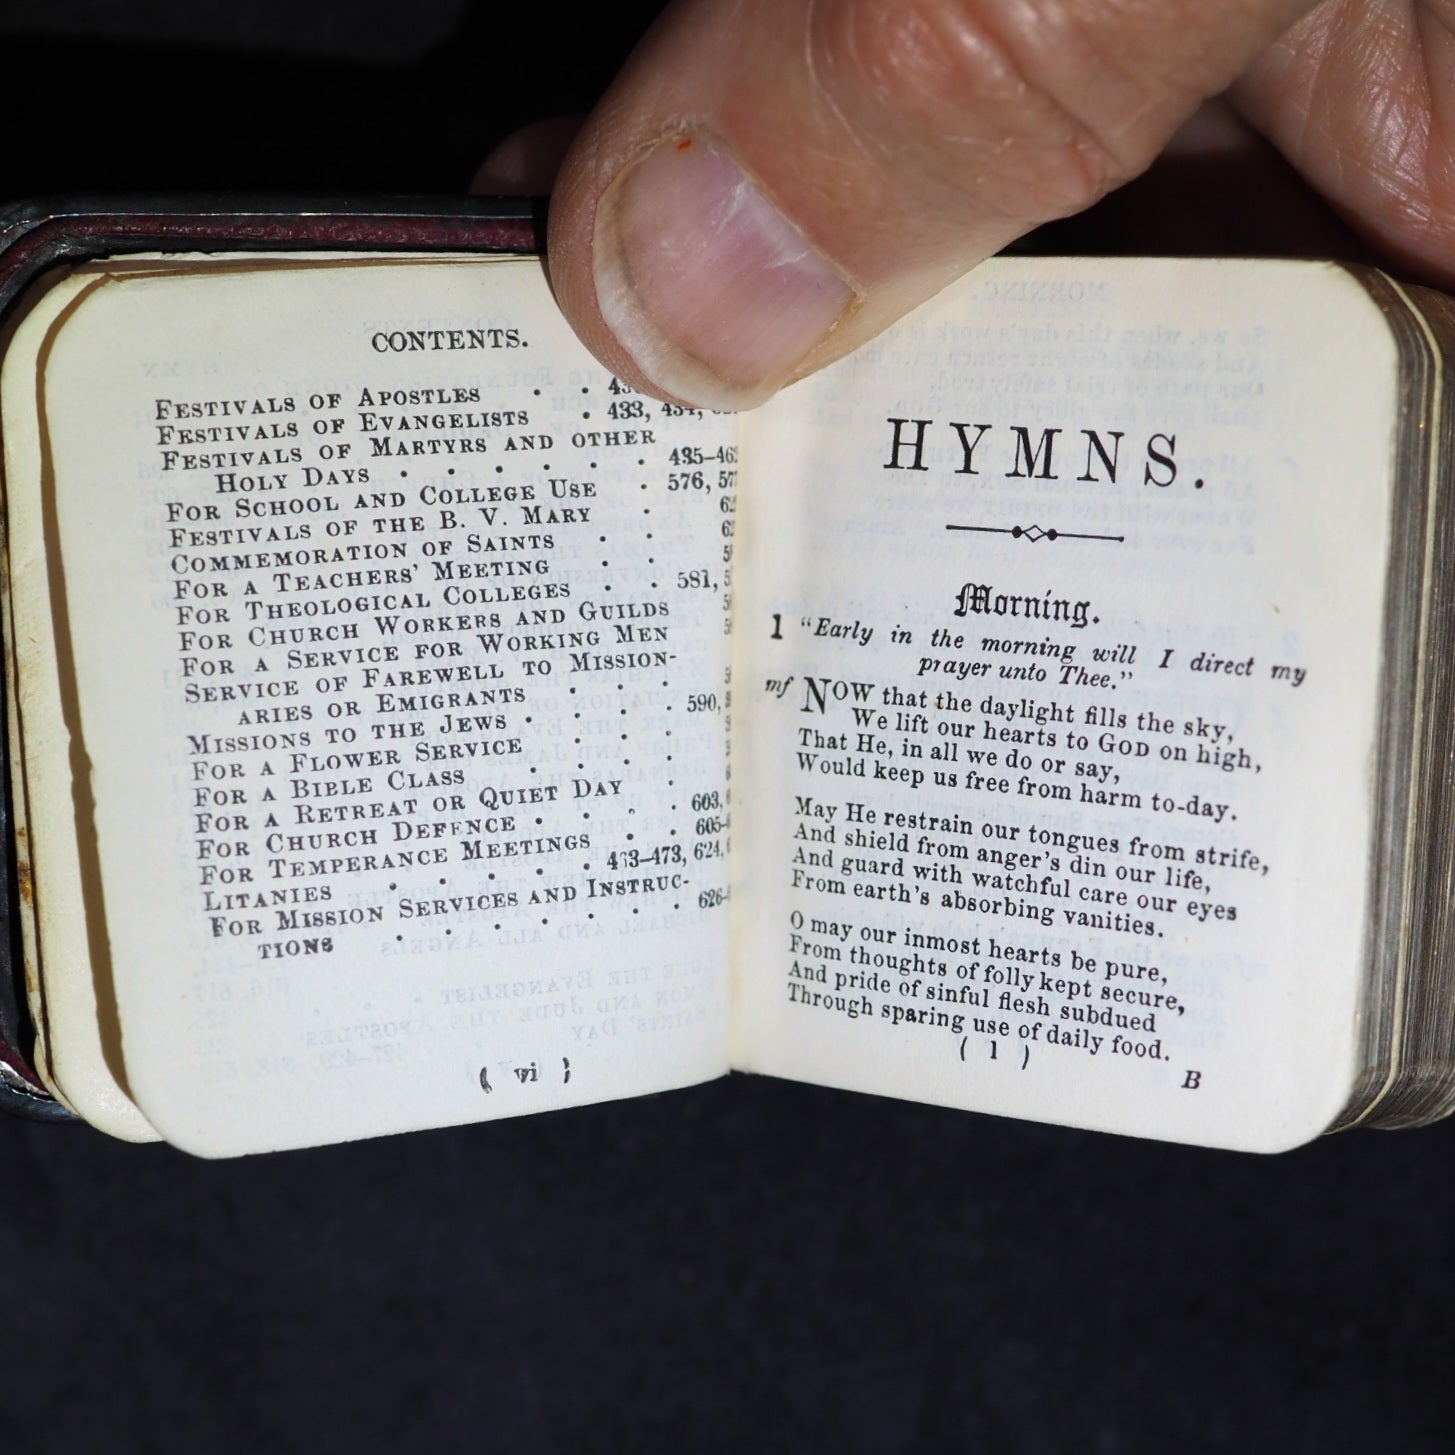 CONTENTS.
FESTIVALS OF APOSTLES
FESTIVALS OF EVANGELISTS . 433, 434,
FESTIVALS OF MARTYRS AND OTHER
HOLY DAYS . . . . . . 435-46
FOR SCHOOL AND COLLEGE USE . 576, 57
FESTIVALS OF THE B. V. MARY .
COMMEMORATION OF SAINTS . .
FOR A TEACHERS' MEETING . .
FOR THEOLOGICAL COLLEGES . . 581,
FOR CHURCH WORKERS AND GUILDS
FOR A SERVICE FOR WORKING MEN
SERVICE OF FAREWELL TO MISSION-
ARIES OR EMIGRANTS . . .
MISSIONS TO THE JEWS . . . . 590,
FOR A FLOWER SERVICE . . .
FOR A BIBLE CLASS . . .
FOR A RETREAT OR QUIET DAY .
FOR CHURCH DEFENCE . . . 603,
FOR TEMPERANCE MEETINGS . . 605-
LITANIES . . . . . 463-473, 624,
FOR MISSION SERVICES AND INSTRUC-
TIONS . . . . . . 626-
( vi )
HYMNS.
Morning.
1 "Early in the morning will I direct my
prayer unto Thee."
mf NOW that the daylight fills the sky,
We lift our hearts to GOD on high,
That He, in all we do or say,
Would keep us free from harm to-day.
May He restrain our tongues from strife,
And shield from anger's din our life,
And guard with watchful care our eyes
From earth's absorbing vanities.
O may our inmost hearts be pure,
From thoughts of folly kept secure,
And pride of sinful flesh subdued
Through sparing use of daily food.
( 1 )
B